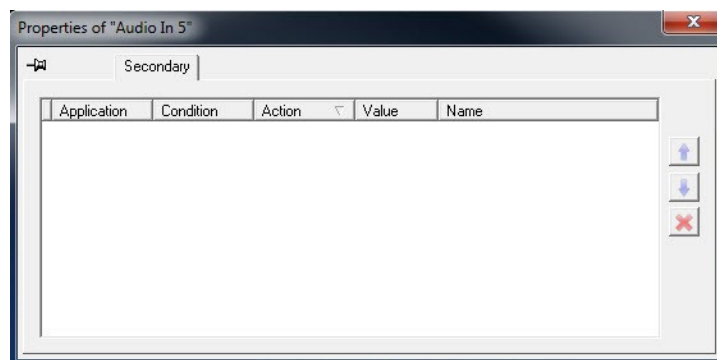 Properties of "Audio In 5"
Secondary
Application Condition Action Value Name